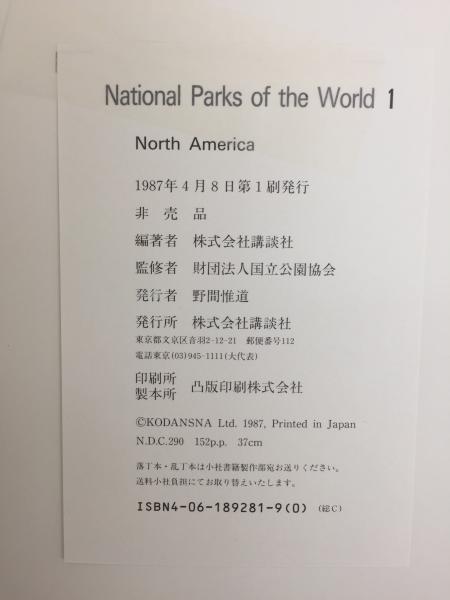 National Parks of the World 1
North America
1987年4月8日第1刷発行
非売品
編著者 株式会社講談社
監修者 財団法人国立公園協会
発行者 野間惟道
発行所 株式会社講談社
東京都文京区音羽2-12-21 郵便番号112
電話東京(03)945-1111(大代表)
印刷所
製本所 凸版印刷株式会社
©KODANSNA Ltd. 1987, Printed in Japan
N.D.C.290 152p.p. 37cm
落丁本・乱丁本は小社書籍製作部宛お送りください。
送料小社負担にてお取り替えいたします。
ISBN4-06-189281-9(0) (総C)